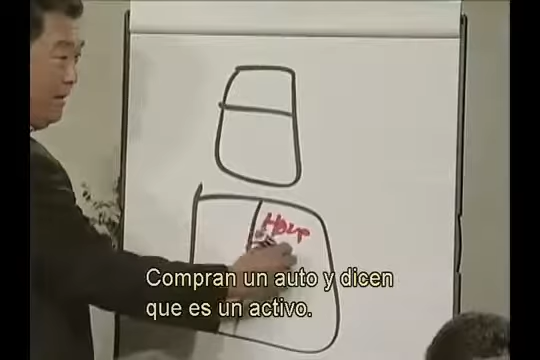 Compran un auto y dicen
que es un activo.